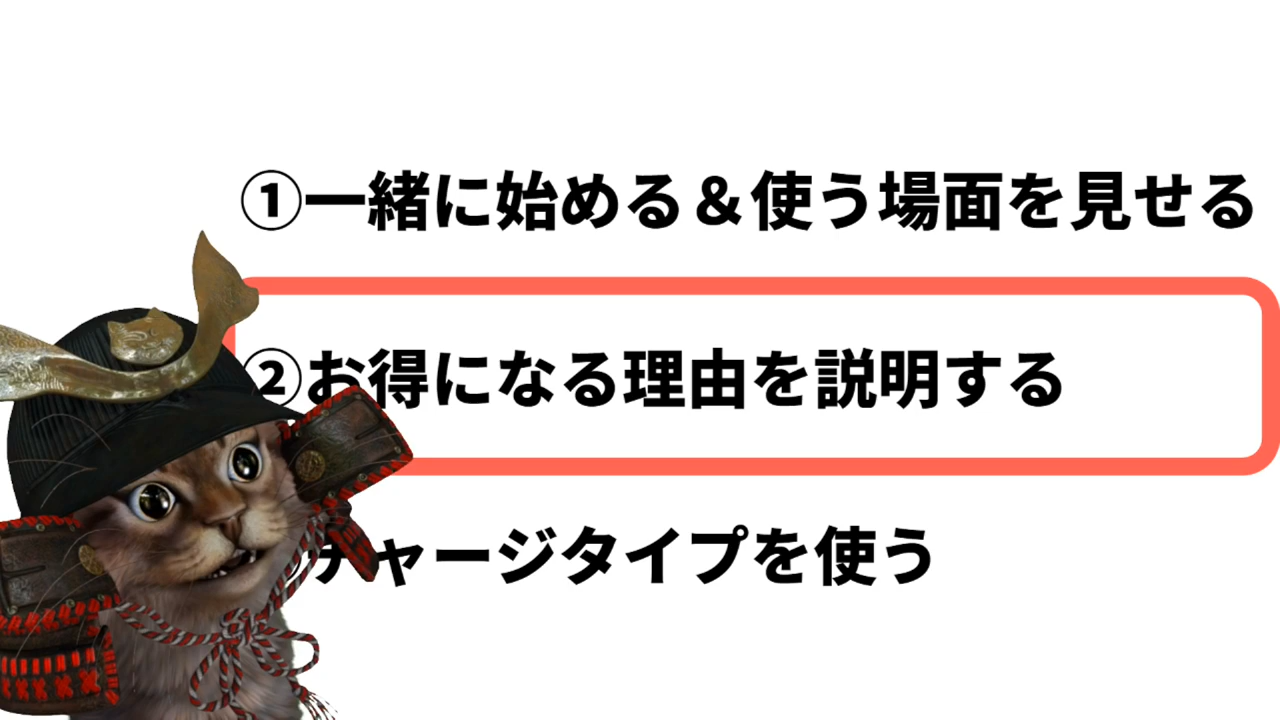 ①一緒に始める＆使う場面を見せる
②お得になる理由を説明する
チャージタイプを使う